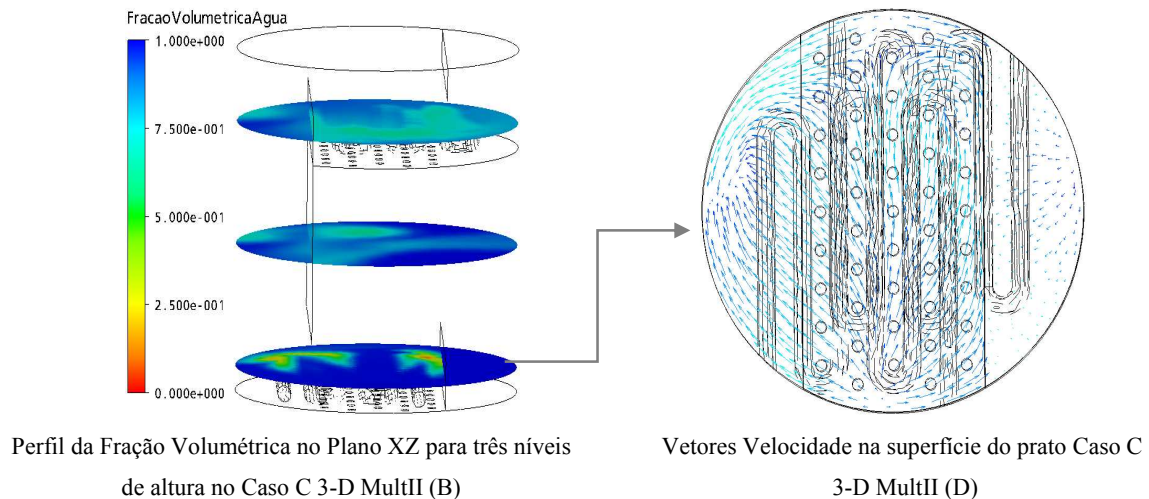 FracaoVolumetricaAgua
1.000e+000
7.500e-001
5.000e-001
2.500e-001
0.000e+000
Perfil da Fração Volumétrica no Plano XZ para três níveis
de altura no Caso C 3-D MultII (B)
Vetores Velocidade na superfície do prato Caso C
3-D MultII (D)